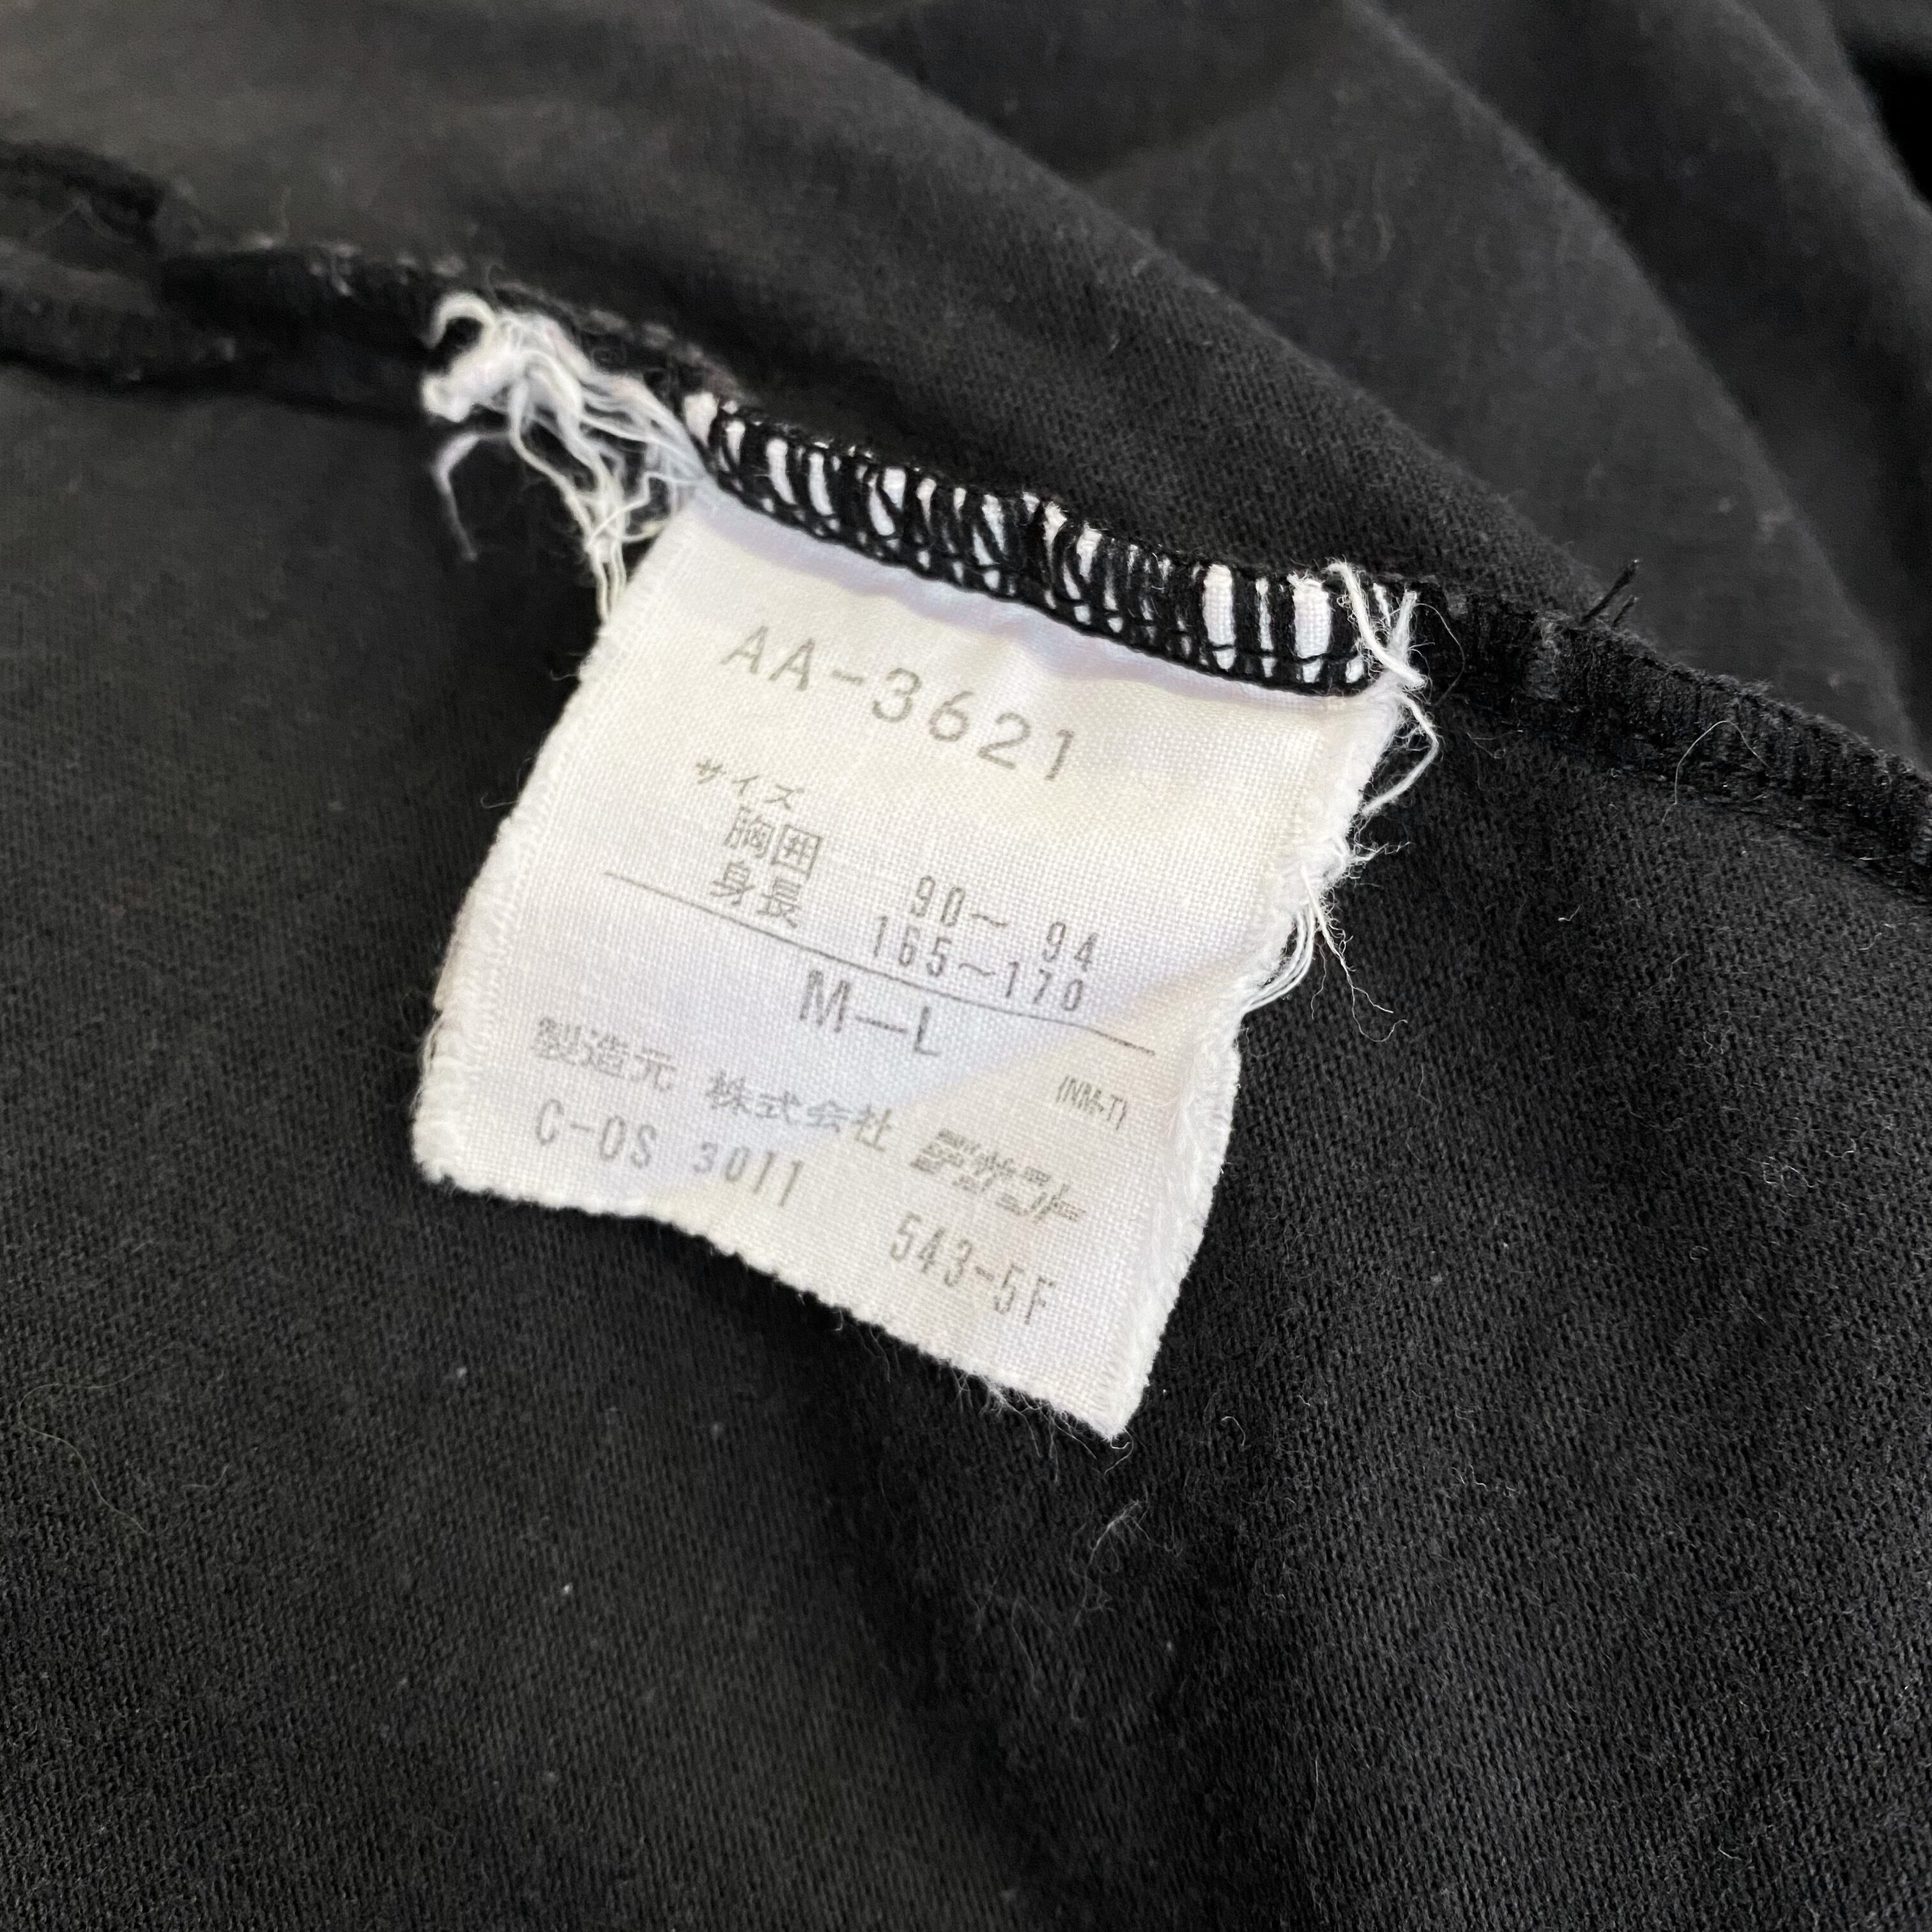 AA-3621
サイズ
胸囲 90〜 94
身長 165〜170
M—L
(NM-T)
製造元 株式会社 デサント
C-OS 3011 543-5F